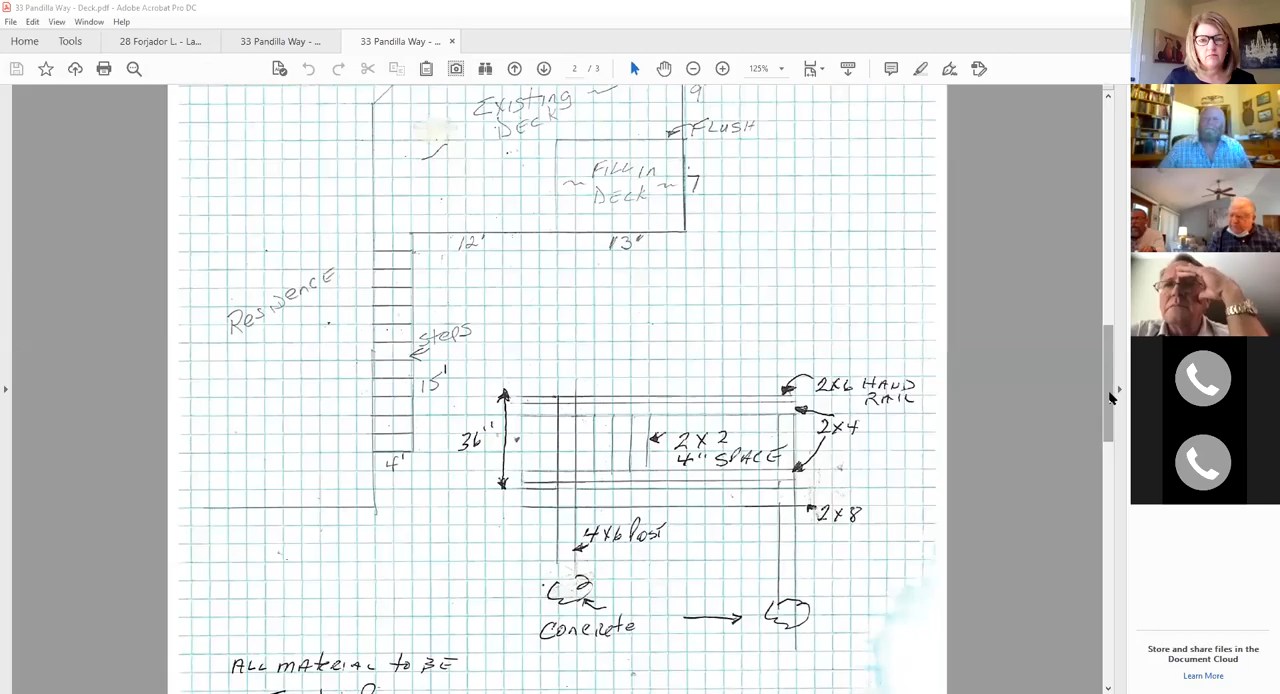 33 Pandilla Way - Deck.pdf - Adobe Acrobat Pro DC
File Edit View Window Help
Home Tools 28 Forjador L. - La... 33 Pandilla Way - ... 33 Pandilla Way - ... ×
2 / 3 125%
Existing
DECK
9
FLUSH
FILL IN
DECK
7
12'
13'
Residence
Steps
15'
4'
36"
2x6 HAND
RAIL
2x4
2 x 2
4" SPACE
2x8
4x6 Post
Concrete
ALL MATERIAL to BE
Store and share files in the
Document Cloud
Learn More